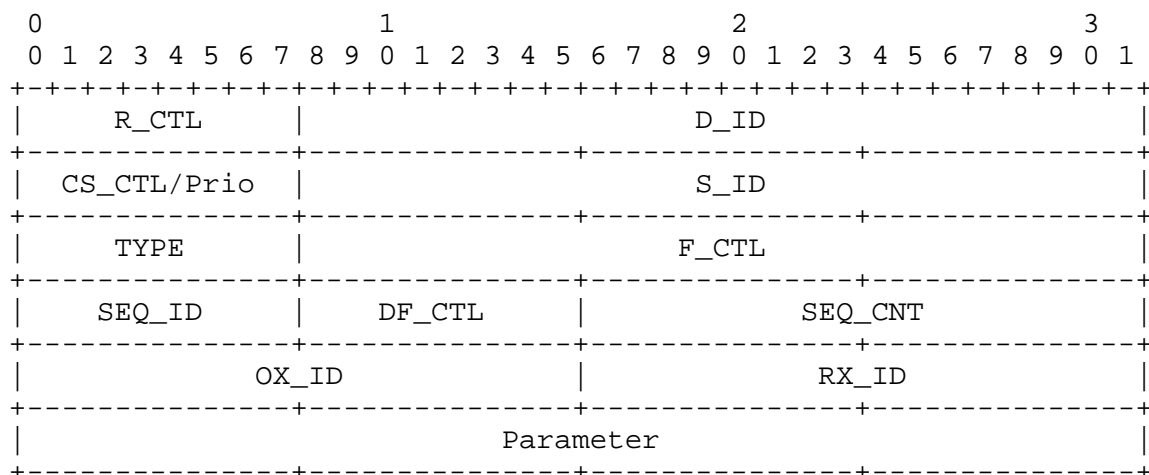 0                   1                   2                   3
0 1 2 3 4 5 6 7 8 9 0 1 2 3 4 5 6 7 8 9 0 1 2 3 4 5 6 7 8 9 0 1
+-+-+-+-+-+-+-+-+-+-+-+-+-+-+-+-+-+-+-+-+-+-+-+-+-+-+-+-+-+-+-+-+
|     R_CTL     |                      D_ID                     |
+---------------+---------------+---------------+---------------+
|  CS_CTL/Prio  |                      S_ID                     |
+---------------+---------------+---------------+---------------+
|     TYPE      |                     F_CTL                     |
+---------------+---------------+---------------+---------------+
|    SEQ_ID     |    DF_CTL     |            SEQ_CNT            |
+---------------+---------------+---------------+---------------+
|             OX_ID             |             RX_ID             |
+---------------+---------------+---------------+---------------+
|                           Parameter                           |
+---------------+---------------+---------------+---------------+